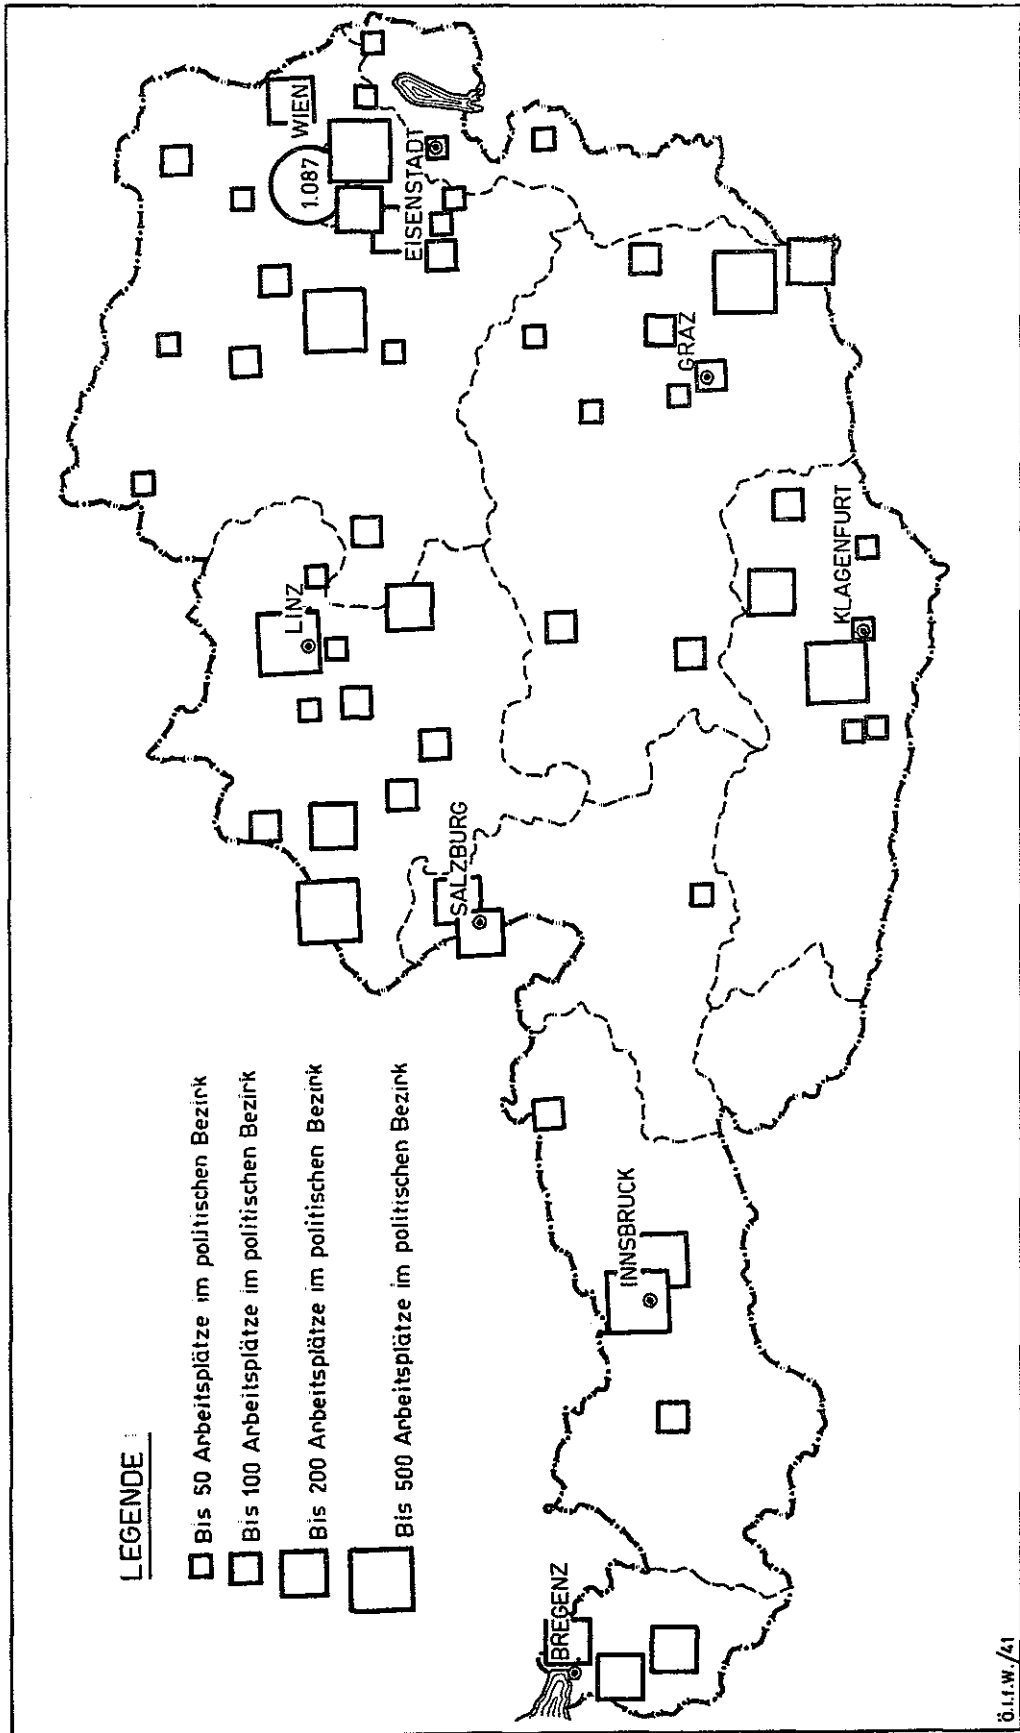 LEGENDE :
Bis 50 Arbeitsplätze im politischen Bezirk
Bis 100 Arbeitsplätze im politischen Bezirk
Bis 200 Arbeitsplätze im politischen Bezirk
Bis 500 Arbeitsplätze im politischen Bezirk
BREGENZ
INNSBRUCK
SALZBURG
LINZ
WIEN
1.087
EISENSTADT
GRAZ
KLAGENFURT
Ö.I.f.W./41